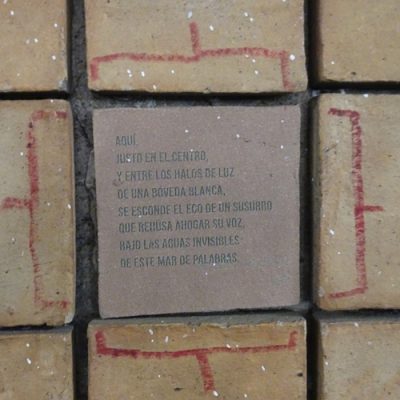 AQUÍ,
JUSTO EN EL CENTRO,
Y ENTRE LOS HALOS DE LUZ
DE UNA BÓVEDA BLANCA,
SE ESCONDE EL ECO DE UN SUSURRO
QUE REHÚSA AHOGAR SU VOZ,
BAJO LAS AGUAS INVISIBLES
DE ESTE MAR DE PALABRAS.